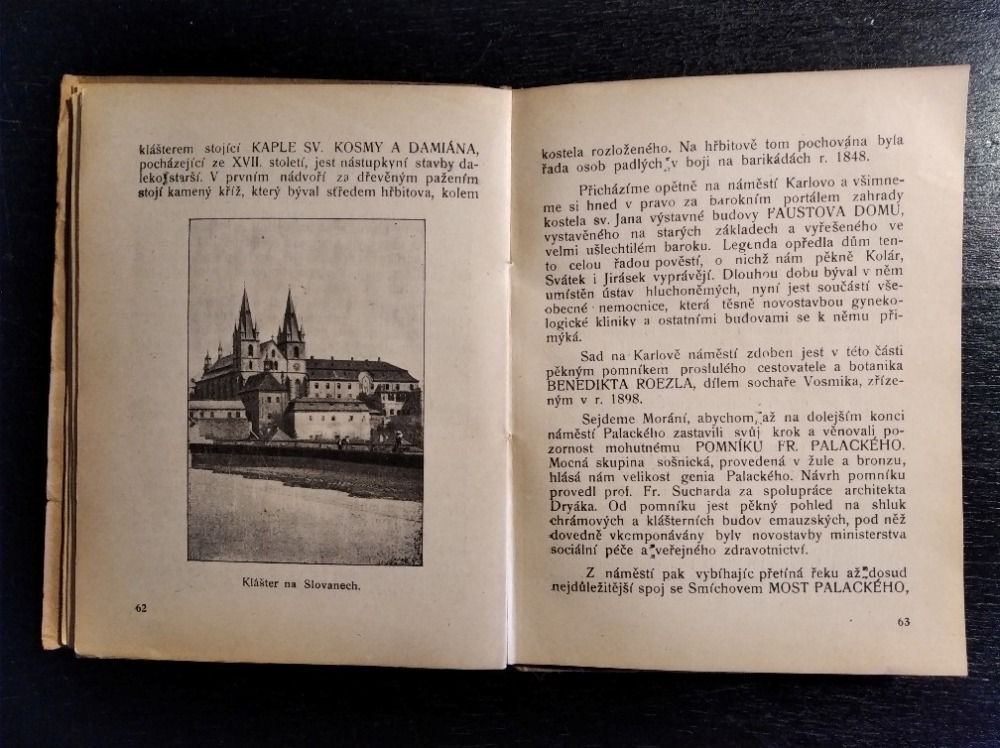 klášterem stojící KAPLE SV. KOSMY A DAMIÁNA,
pocházející ze XVII. století, jest nástupkyní stavby da-
leko starší. V prvním nádvoří za dřevěným pažením
stojí kamený kříž, který býval středem hřbitova, kolem
Klášter na Slovanech.
62
kostela rozloženého. Na hřbitově tom pochována byla
řada osob padlých v boji na barikádách r. 1848.
Přicházíme opětně na náměstí Karlovo a všimne-
me si hned v pravo za barokním portálem zahrady
kostela sv. Jana výstavné budovy FAUSTOVA DOMU,
vystavěného na starých základech a vyřešeného ve
velmi ušlechtilém baroku. Legenda opředla dům ten-
to celou řadou pověstí, o nichž nám pěkně Kolár,
Svátek i Jirásek vyprávějí. Dlouhou dobu býval v něm
umístěn ústav hluchoněmých, nyní jest součástí vše-
obecné nemocnice, která těsně novostavbou gyneko-
logické kliniky a ostatními budovami se k němu při-
mýká.
Sad na Karlově náměstí zdoben jest v této části
pěkným pomníkem proslulého cestovatele a botanika
BENEDIKTA ROEZLA, dílem sochaře Vosmika, zříze-
ným v r. 1898.
Sejdeme Morání, abychom až na dolejším konci
náměstí Palackého zastavili svůj krok a věnovali po-
zornost mohutnému POMNÍKU FR. PALACKÉHO.
Mocná skupina sošnická, provedená v žule a bronzu,
hlásá nám velikost genia Palackého. Návrh pomníku
provedl prof. Fr. Sucharda za spolupráce architekta
Dryáka. Od pomníku jest pěkný pohled na shluk
chrámových a klášterních budov emauzských, pod něž
dovedně vkomponávány byly novostavby ministerstva
sociální péče a veřejného zdravotnictví.
Z náměstí pak vybíhajíc přetíná řeku až dosud
nejdůležitější spoj se Smíchovem MOST PALACKÉHO,
63